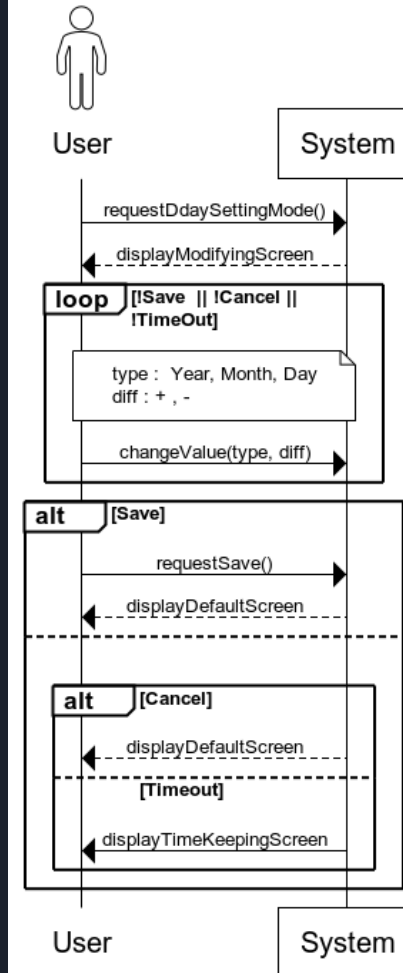 User
System
requestDdaySettingMode()
displayModifyingScreen
loop
[!Save || !Cancel ||
!TimeOut]
type : Year, Month, Day
diff : + , -
changeValue(type, diff)
alt
[Save]
requestSave()
displayDefaultScreen
alt
[Cancel]
displayDefaultScreen
[Timeout]
displayTimeKeepingScreen
User
System